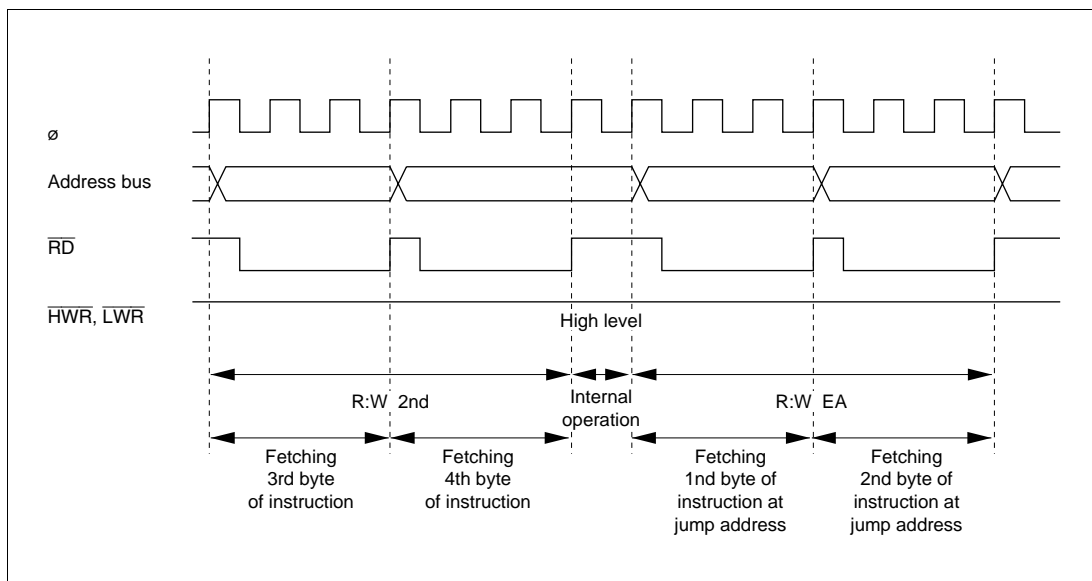 ø
Address bus
RD
HWR, LWR
High level
R:W 2nd
Internal
operation
R:W EA
Fetching
3rd byte
of instruction
Fetching
4th byte
of instruction
Fetching
1nd byte of
instruction at
jump address
Fetching
2nd byte of
instruction at
jump address